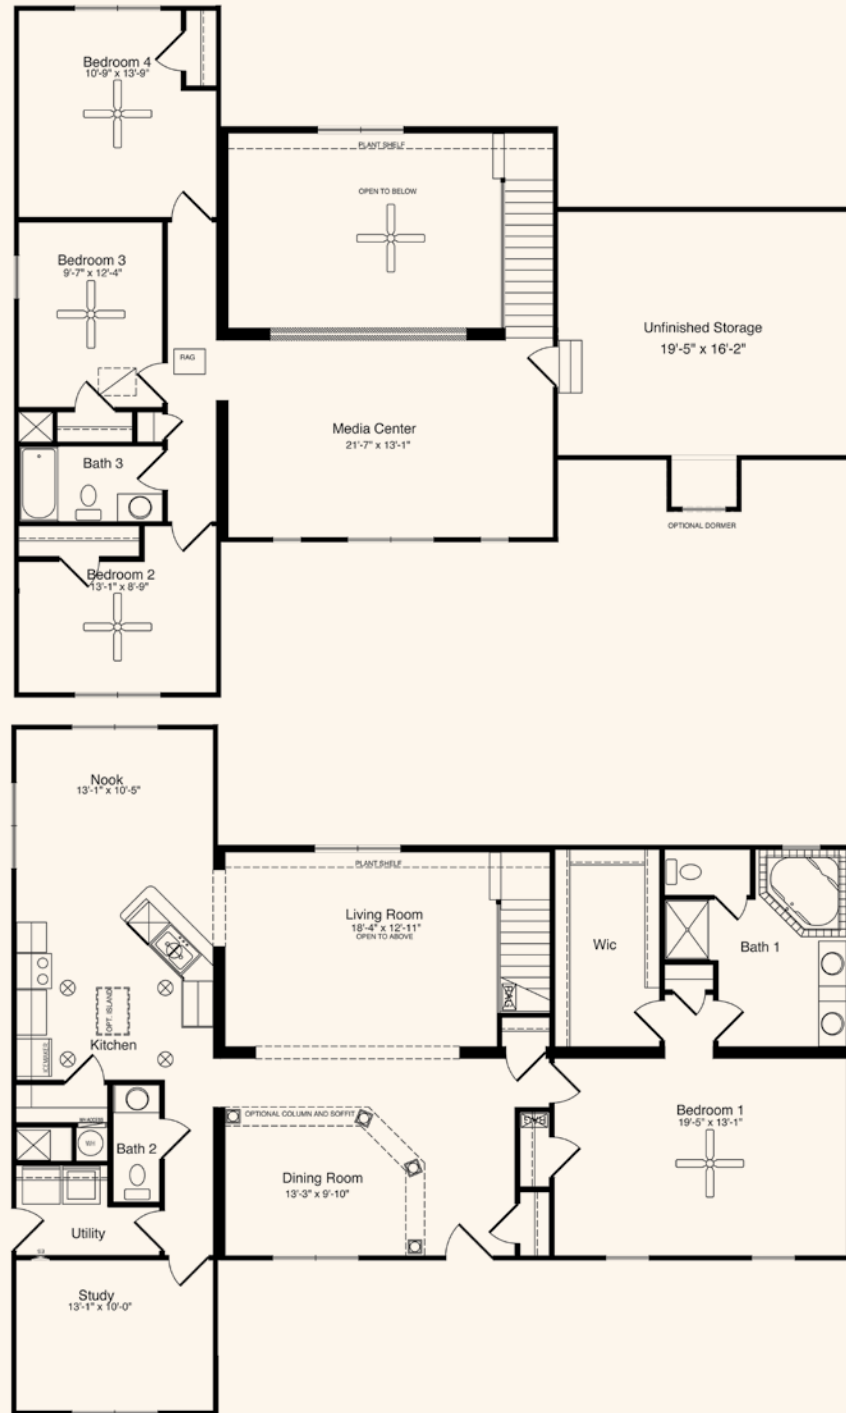 Bedroom 4
10'-9" x 13'-9"
PLANT SHELF
OPEN TO BELOW
Bedroom 3
9'-7" x 12'-4"
Unfinished Storage
19'-5" x 16'-2"
RAG
Media Center
21'-7" x 13'-1"
Bath 3
OPTIONAL DORMER
Bedroom 2
13'-1" x 8'-9"
Nook
13'-1" x 10'-5"
PLANT SHELF
Living Room
18'-4" x 12'-11"
OPEN TO ABOVE
Wic
Bath 1
RAG
OPT. ISLAND
Kitchen
ICEMAKER
OPTIONAL COLUMN AND SOFFIT
RAG
Bedroom 1
19'-5" x 13'-1"
WH
Bath 2
Dining Room
13'-3" x 9'-10"
Utility
Study
13'-1" x 10'-0"